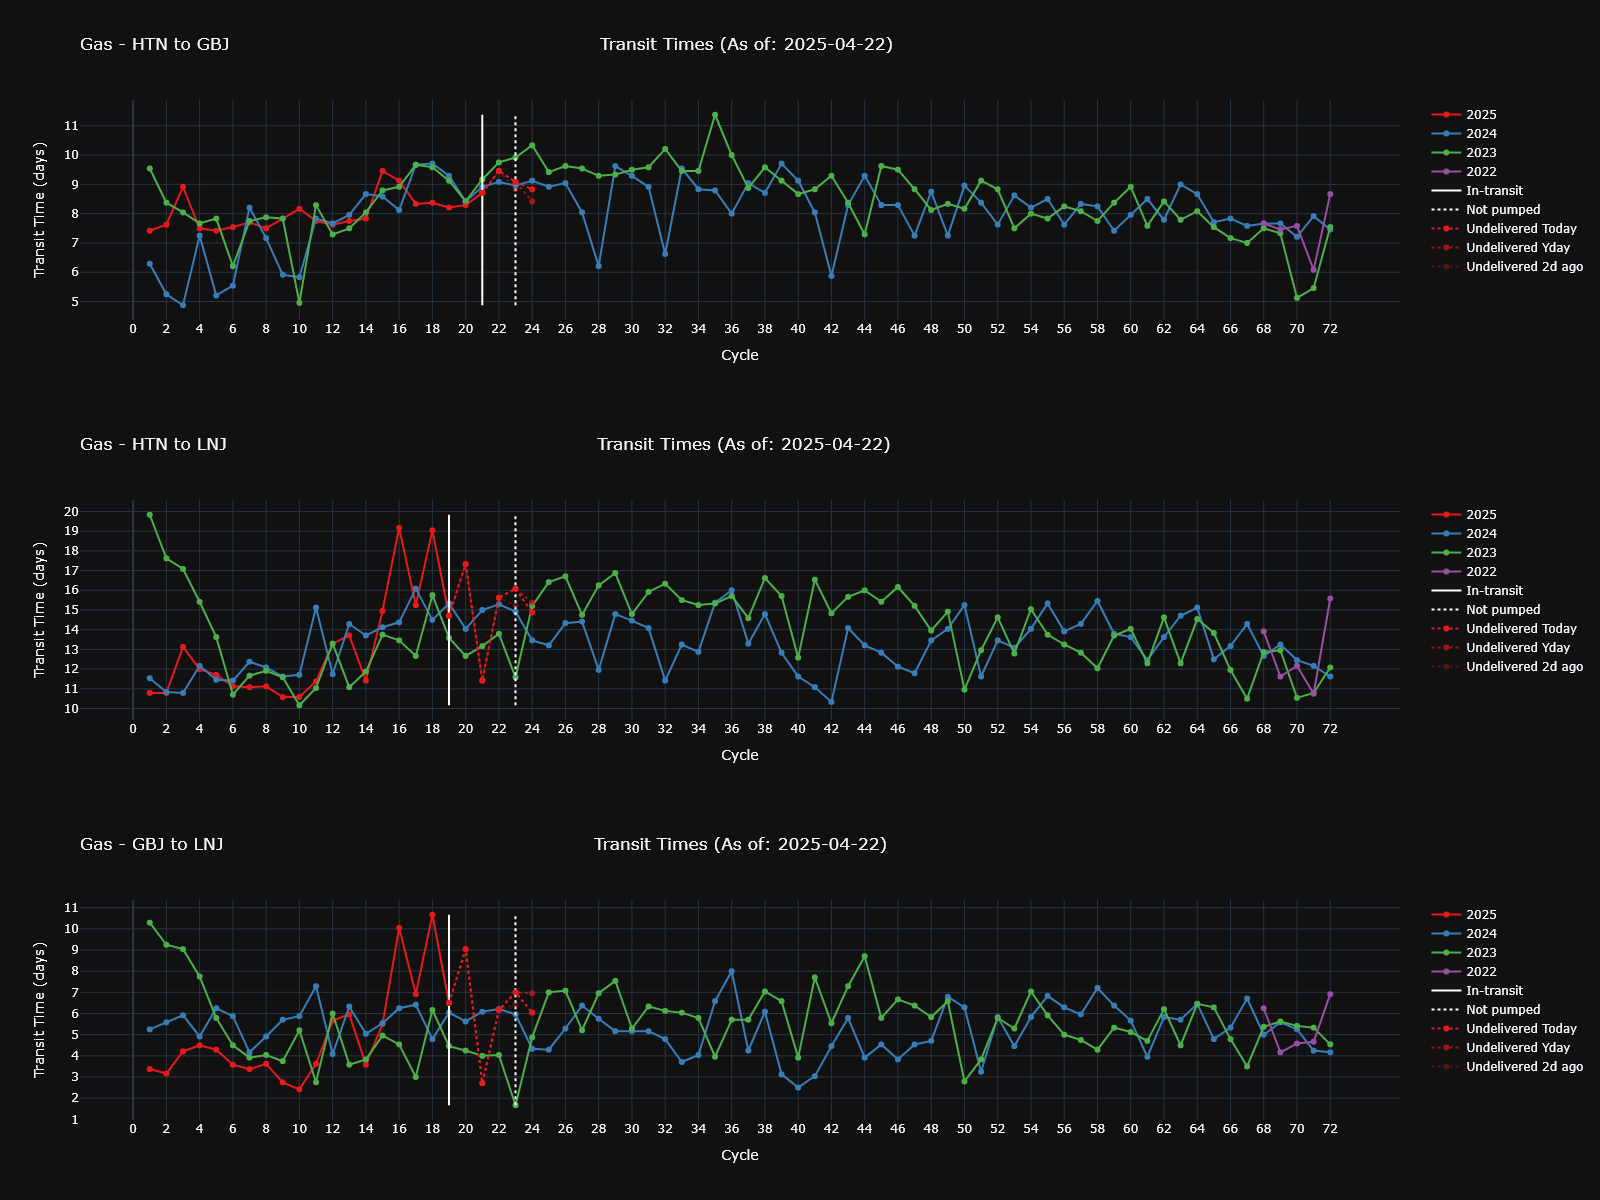 Gas - HTN to GBJ
Transit Times (As of: 2025-04-22)
Transit Time (days)
11
10
9
8
7
6
5
0 2 4 6 8 10 12 14 16 18 20 22 24 26 28 30 32 34 36 38 40 42 44 46 48 50 52 54 56 58 60 62 64 66 68 70 72
Cycle
2025
2024
2023
2022
In-transit
Not pumped
Undelivered Today
Undelivered Yday
Undelivered 2d ago
Gas - HTN to LNJ
Transit Times (As of: 2025-04-22)
Transit Time (days)
20
19
18
17
16
15
14
13
12
11
10
0 2 4 6 8 10 12 14 16 18 20 22 24 26 28 30 32 34 36 38 40 42 44 46 48 50 52 54 56 58 60 62 64 66 68 70 72
Cycle
2025
2024
2023
2022
In-transit
Not pumped
Undelivered Today
Undelivered Yday
Undelivered 2d ago
Gas - GBJ to LNJ
Transit Times (As of: 2025-04-22)
Transit Time (days)
11
10
9
8
7
6
5
4
3
2
1
0 2 4 6 8 10 12 14 16 18 20 22 24 26 28 30 32 34 36 38 40 42 44 46 48 50 52 54 56 58 60 62 64 66 68 70 72
Cycle
2025
2024
2023
2022
In-transit
Not pumped
Undelivered Today
Undelivered Yday
Undelivered 2d ago